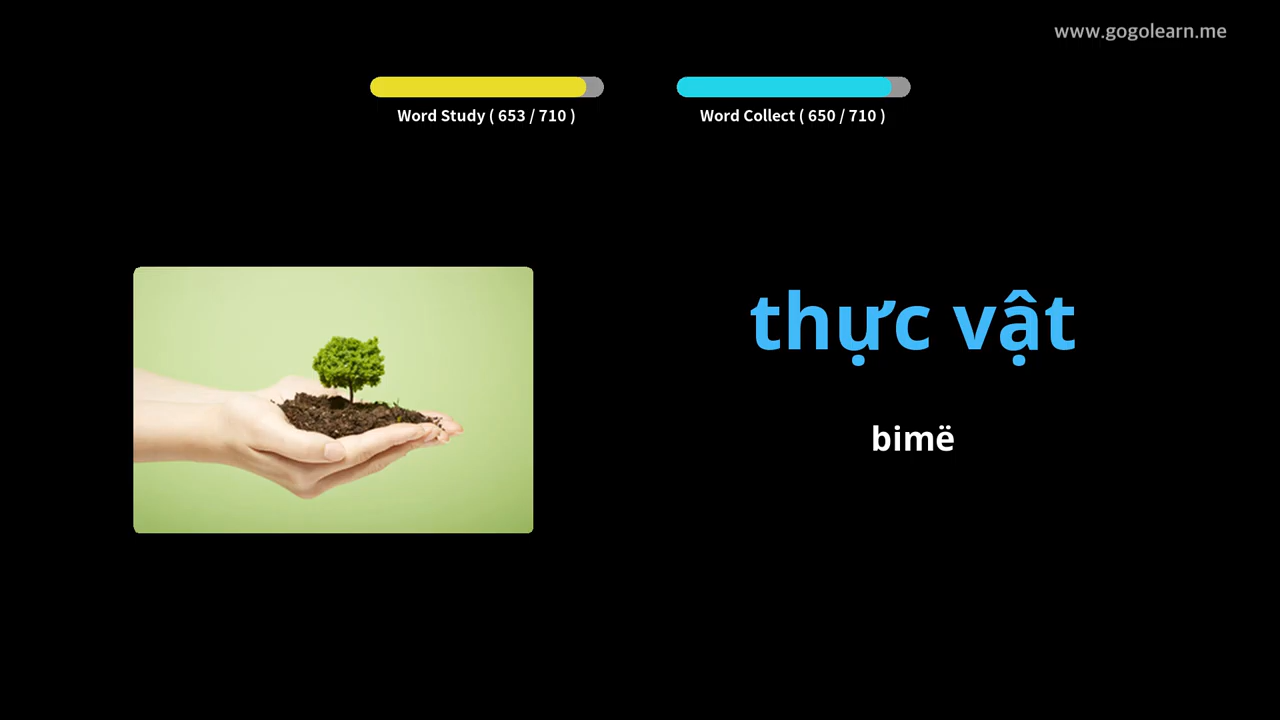 www.gogolearn.me
Word Study ( 653 / 710 )
Word Collect ( 650 / 710 )
thực vật
bimë